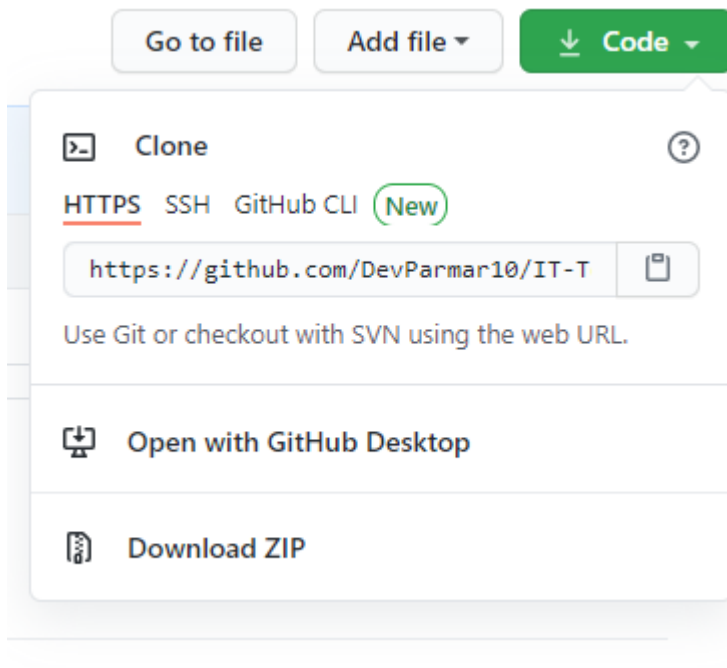 Go to file Add file Code
Clone
HTTPS SSH GitHub CLI New
https://github.com/DevParmar10/IT-T
Use Git or checkout with SVN using the web URL.
Open with GitHub Desktop
Download ZIP